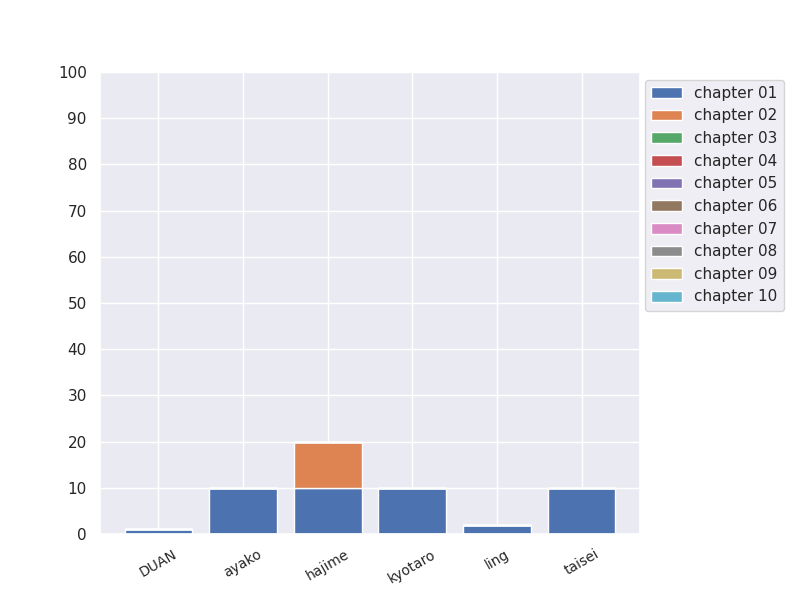 100
90
80
70
60
50
40
30
20
10
0
DUAN
ayako
hajime
kyotaro
ling
taisei
chapter 01
chapter 02
chapter 03
chapter 04
chapter 05
chapter 06
chapter 07
chapter 08
chapter 09
chapter 10